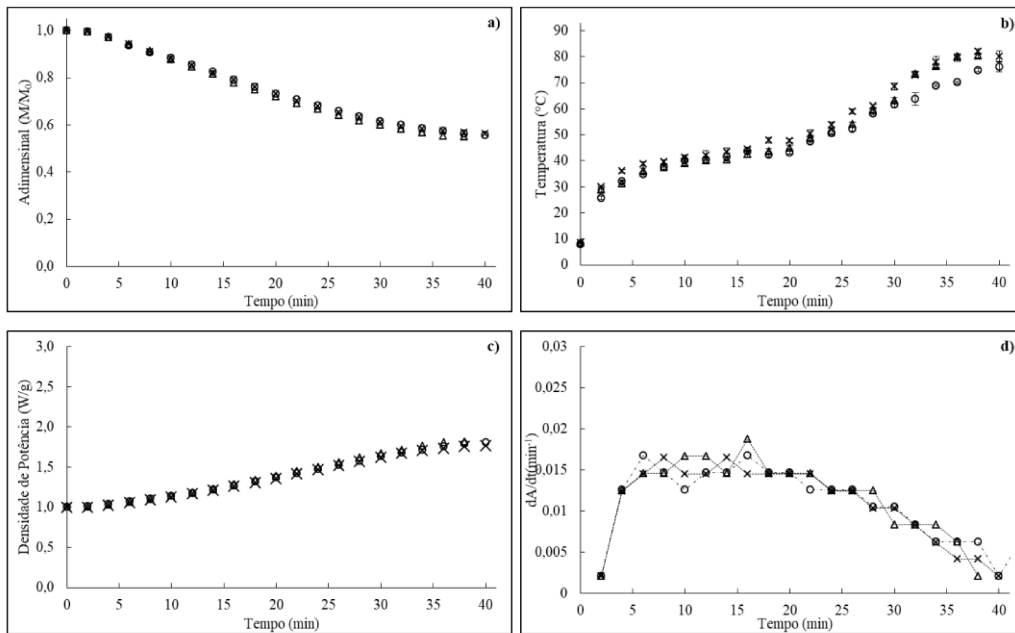 a)
Adimensinal (M/M₀)
1,0
0,8
0,6
0,4
0,2
0,0
0 5 10 15 20 25 30 35 40
Tempo (min)
b)
Temperatura (°C)
90
80
70
60
50
40
30
20
10
0
0 5 10 15 20 25 30 35 40
Tempo (min)
c)
Densidade de Potência (W/g)
3,0
2,5
2,0
1,5
1,0
0,5
0,0
0 5 10 15 20 25 30 35 40
Tempo (min)
d)
dA/dt(min⁻¹)
0,03
0,025
0,02
0,015
0,01
0,005
0
0 5 10 15 20 25 30 35 40
Tempo (min)